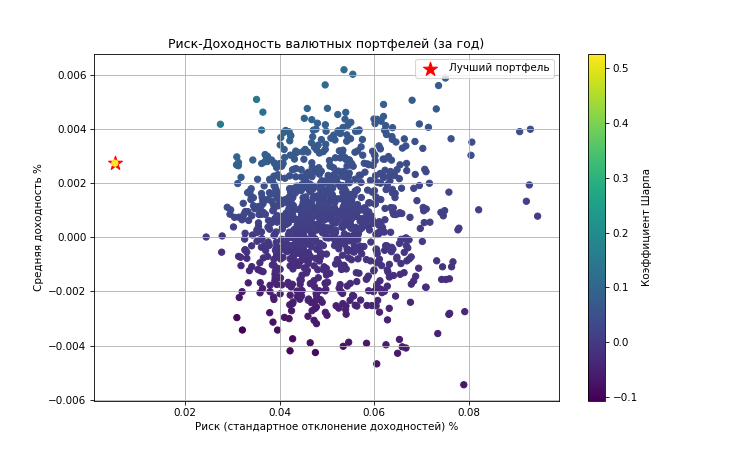 Риск-Доходность валютных портфелей (за год)
Лучший портфель
Средняя доходность %
0.006
0.004
0.002
0.000
−0.002
−0.004
−0.006
0.02 0.04 0.06 0.08
Риск (стандартное отклонение доходностей) %
0.5
0.4
0.3
0.2
0.1
0.0
−0.1
Коэффициент Шарпа